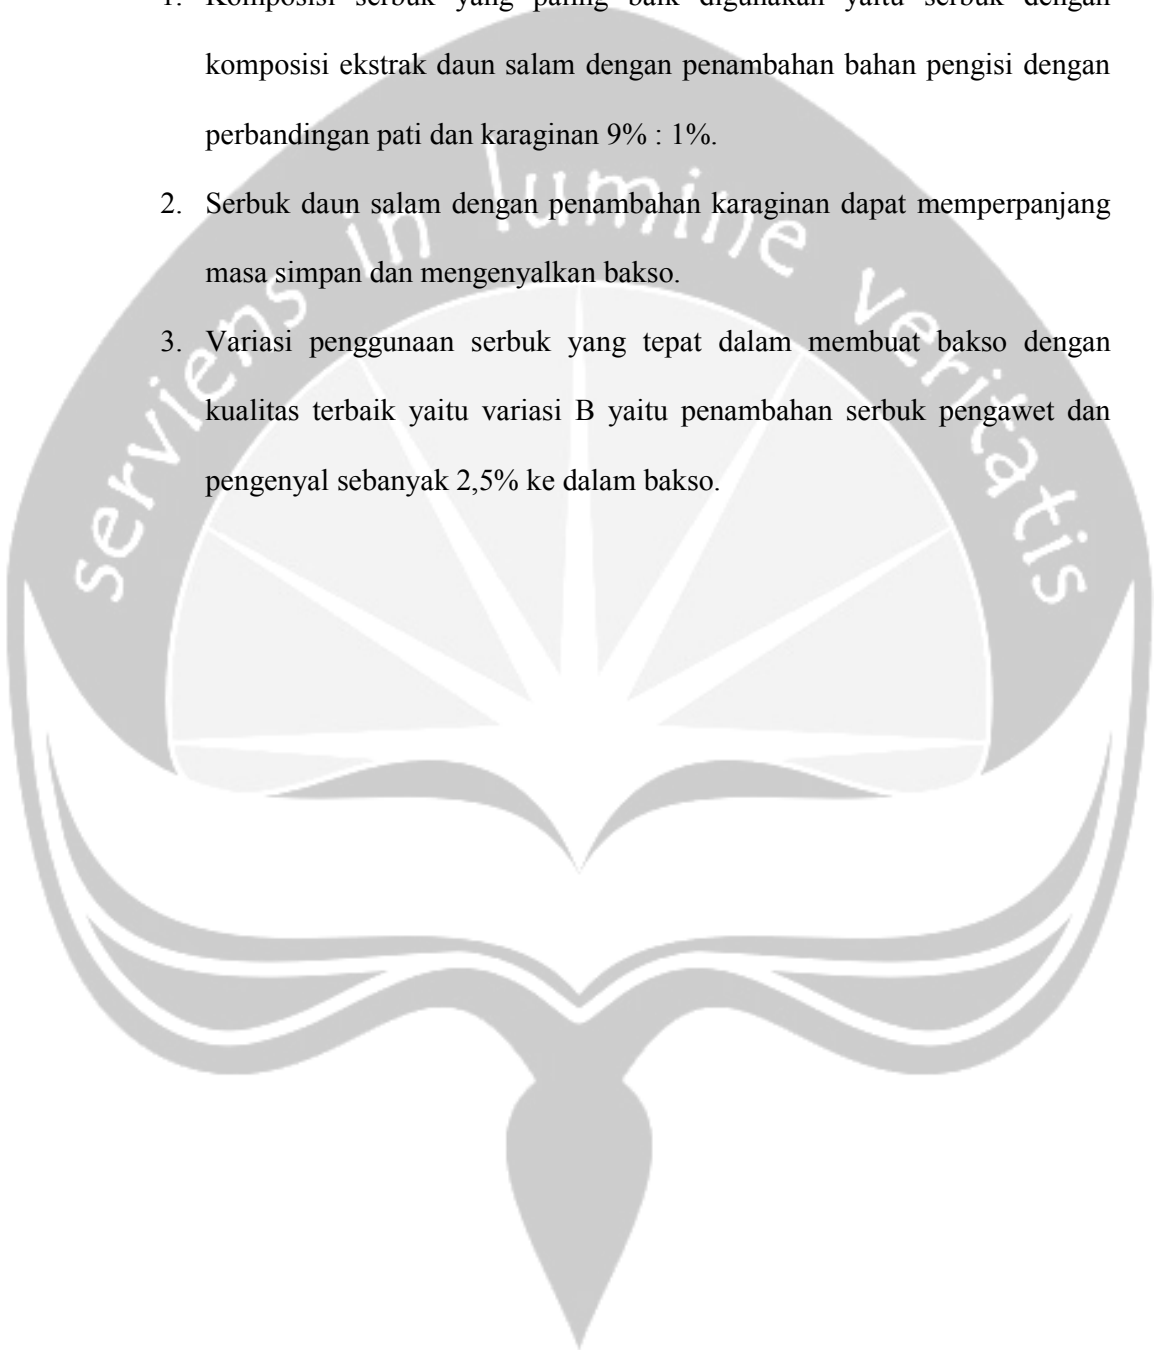 1. Komposisi serbuk yang paling baik digunakan yaitu serbuk dengan
komposisi ekstrak daun salam dengan penambahan bahan pengisi dengan
perbandingan pati dan karaginan 9% : 1%.
2. Serbuk daun salam dengan penambahan karaginan dapat memperpanjang
masa simpan dan mengenyalkan bakso.
3. Variasi penggunaan serbuk yang tepat dalam membuat bakso dengan
kualitas terbaik yaitu variasi B yaitu penambahan serbuk pengawet dan
pengenyal sebanyak 2,5% ke dalam bakso.
serviens in lumine veritatis